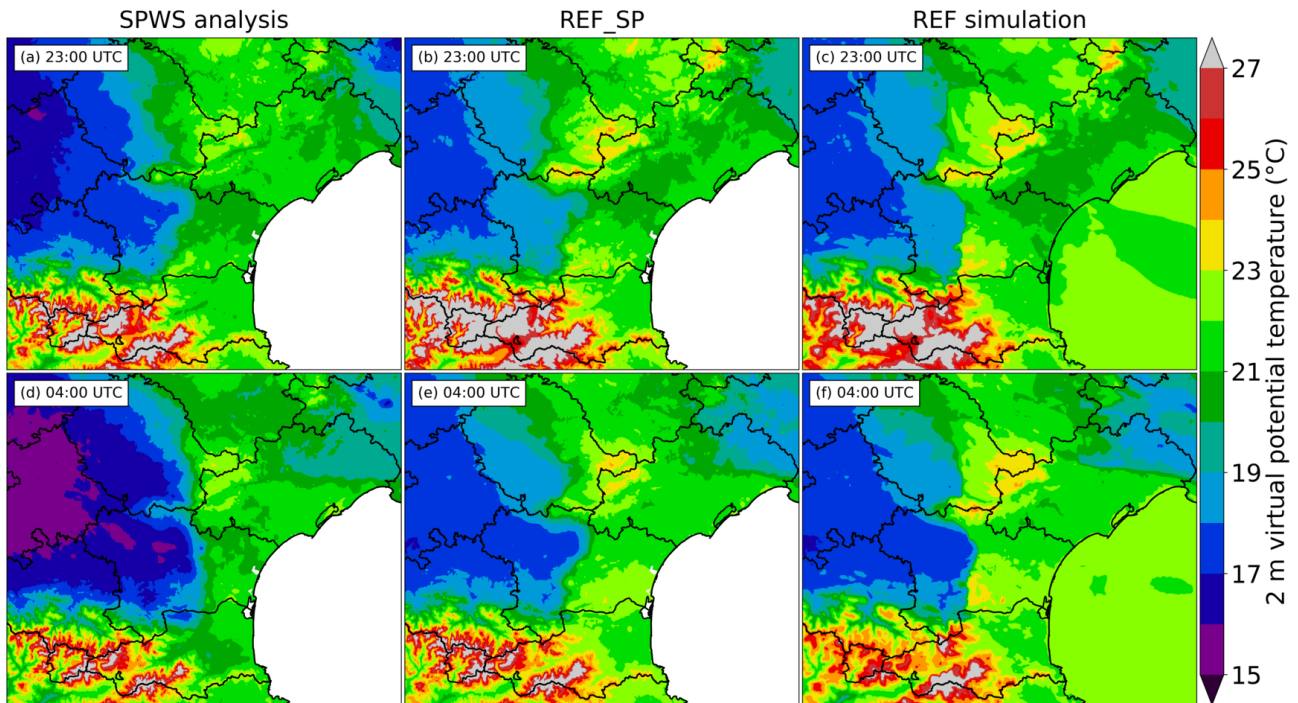 SPWS analysis
REF_SP
REF simulation
(a) 23:00 UTC
(b) 23:00 UTC
(c) 23:00 UTC
(d) 04:00 UTC
(e) 04:00 UTC
(f) 04:00 UTC
27
25
23
21
19
17
15
2 m virtual potential temperature (°C)